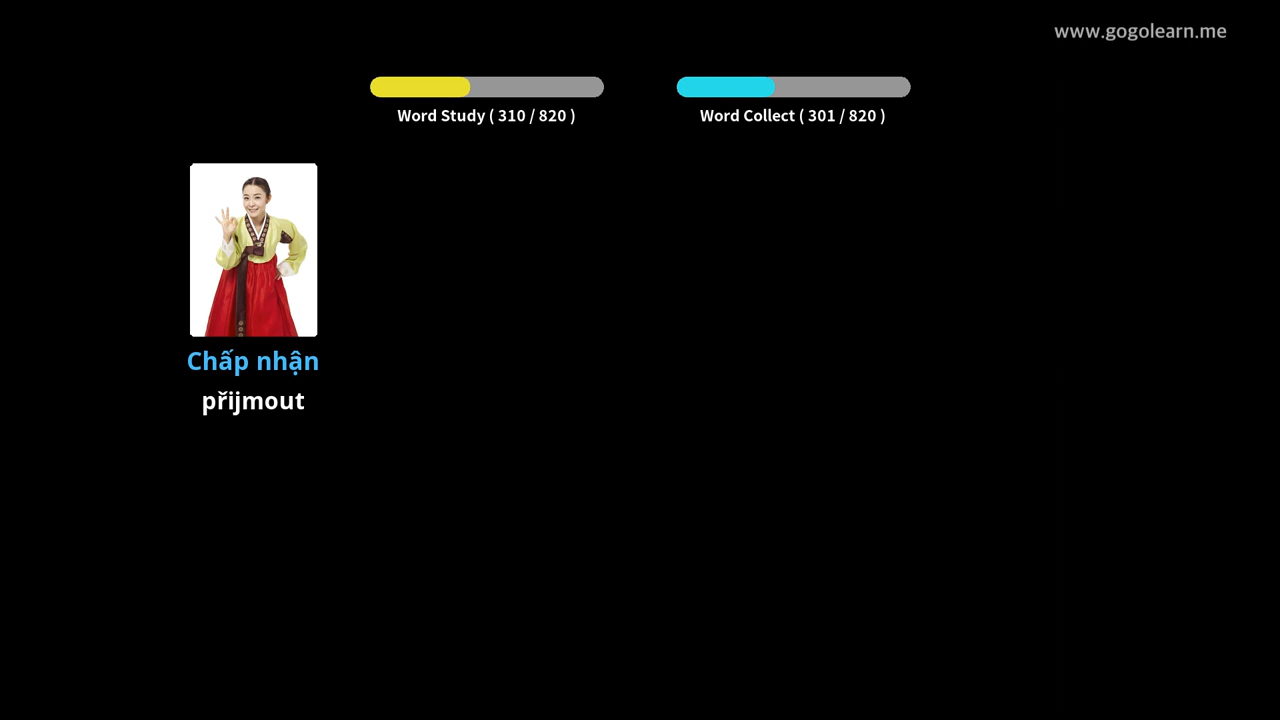 www.gogolearn.me
Word Study ( 310 / 820 )
Word Collect ( 301 / 820 )
Chấp nhận
přijmout